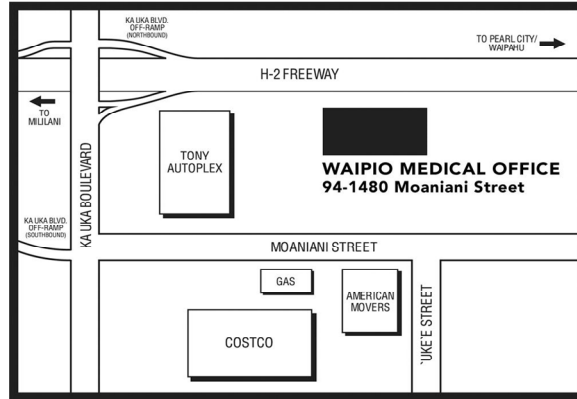 KA UKA BLVD.
OFF-RAMP
(NORTHBOUND)
TO PEARL CITY/
WAIPAHU
H-2 FREEWAY
TO
MILILANI
TONY
AUTOPLEX
WAIPIO MEDICAL OFFICE
94-1480 Moaniani Street
KA UKA BOULEVARD
KA UKA BLVD.
OFF-RAMP
(SOUTHBOUND)
MOANIANI STREET
GAS
AMERICAN
MOVERS
COSTCO
'UKE'E STREET